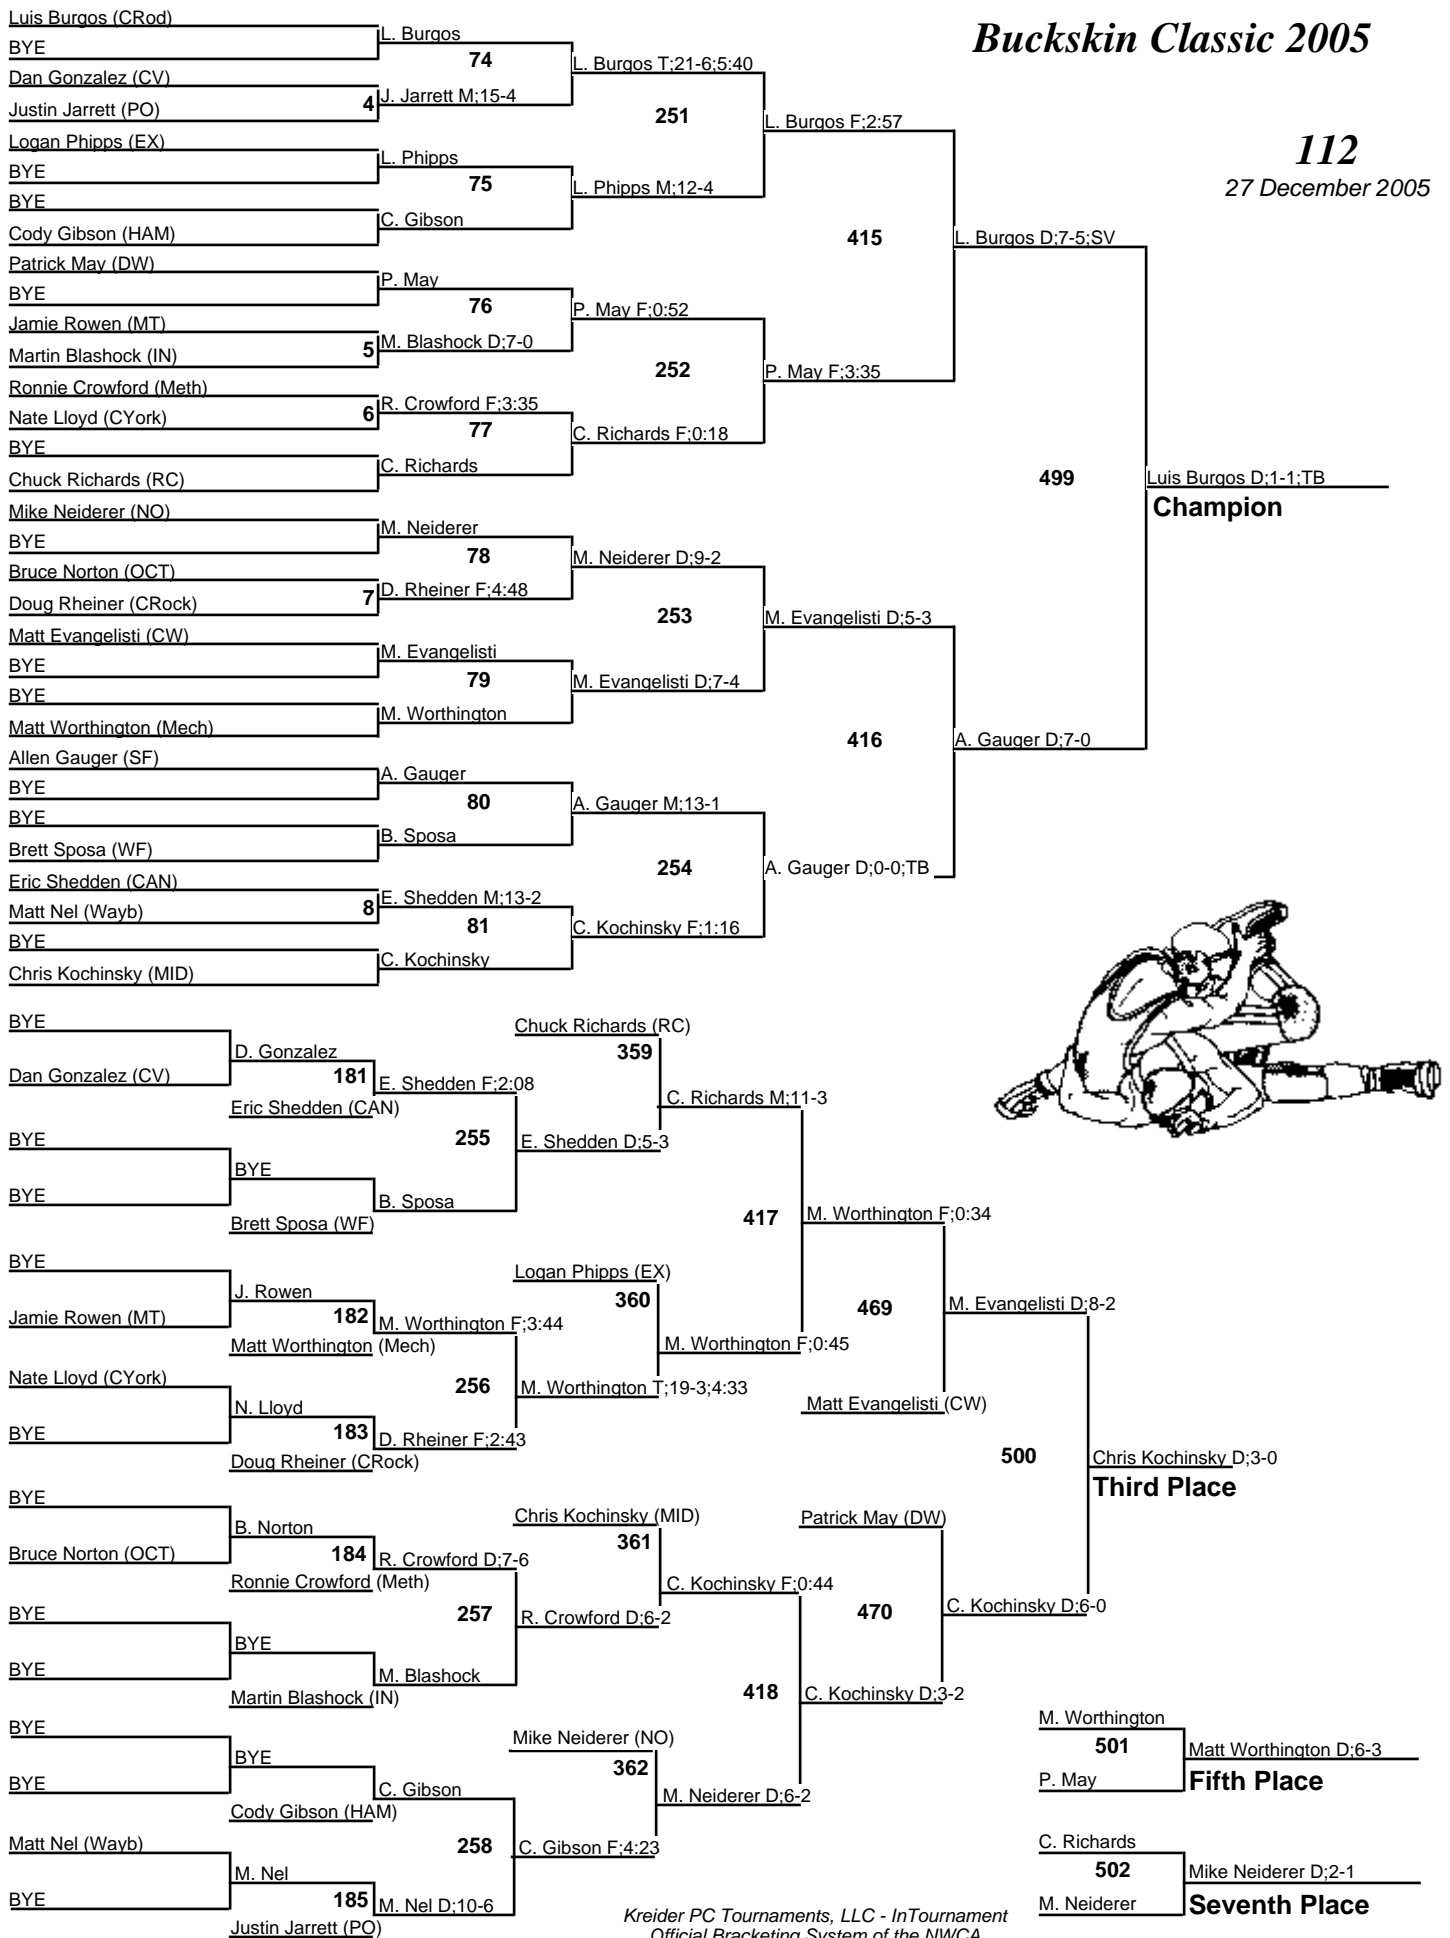 Buckskin Classic 2005
112
27 December 2005
Luis Burgos (CRod)
BYE
Dan Gonzalez (CV)
Justin Jarrett (PO)
Logan Phipps (EX)
BYE
BYE
Cody Gibson (HAM)
Patrick May (DW)
BYE
Jamie Rowen (MT)
Martin Blashock (IN)
Ronnie Crowford (Meth)
Nate Lloyd (CYork)
BYE
Chuck Richards (RC)
Mike Neiderer (NO)
BYE
Bruce Norton (OCT)
Doug Rheiner (CRock)
Matt Evangelisti (CW)
BYE
BYE
Matt Worthington (Mech)
Allen Gauger (SF)
BYE
BYE
Brett Sposa (WF)
Eric Shedden (CAN)
Matt Nel (Wayb)
BYE
Chris Kochinsky (MID)
4
5
6
7
8
L. Burgos
74
J. Jarrett M;15-4
L. Phipps
75
C. Gibson
P. May
76
M. Blashock D;7-0
R. Crowford F;3:35
77
C. Richards
M. Neiderer
78
D. Rheiner F;4:48
M. Evangelisti
79
M. Worthington
A. Gauger
80
B. Sposa
E. Shedden M;13-2
81
C. Kochinsky
L. Burgos T;21-6;5:40
251
L. Phipps M;12-4
P. May F;0:52
252
C. Richards F;0:18
M. Neiderer D;9-2
253
M. Evangelisti D;7-4
A. Gauger M;13-1
254
C. Kochinsky F;1:16
L. Burgos F;2:57
415
P. May F;3:35
M. Evangelisti D;5-3
416
A. Gauger D;0-0;TB
L. Burgos D;7-5;SV
499
A. Gauger D;7-0
Luis Burgos D;1-1;TB
Champion
BYE
Dan Gonzalez (CV)
BYE
BYE
BYE
Jamie Rowen (MT)
Nate Lloyd (CYork)
BYE
BYE
Bruce Norton (OCT)
BYE
BYE
BYE
BYE
Matt Nel (Wayb)
BYE
D. Gonzalez
181
Eric Shedden (CAN)
BYE
Brett Sposa (WF)
J. Rowen
182
Matt Worthington (Mech)
N. Lloyd
183
Doug Rheiner (CRock)
B. Norton
184
Ronnie Crowford (Meth)
BYE
Martin Blashock (IN)
BYE
Cody Gibson (HAM)
M. Nel
185
Justin Jarrett (PO)
E. Shedden F;2:08
255
B. Sposa
M. Worthington F;3:44
256
D. Rheiner F;2:43
R. Crowford D;7-6
257
M. Blashock
C. Gibson
258
M. Nel D;10-6
Chuck Richards (RC)
359
E. Shedden D;5-3
Logan Phipps (EX)
360
M. Worthington T;19-3;4:33
Chris Kochinsky (MID)
361
R. Crowford D;6-2
Mike Neiderer (NO)
362
C. Gibson F;4:23
C. Richards M;11-3
417
M. Worthington F;0:45
C. Kochinsky F;0:44
418
M. Neiderer D;6-2
M. Worthington F;0:34
469
Matt Evangelisti (CW)
Patrick May (DW)
470
C. Kochinsky D;3-2
M. Evangelisti D;8-2
500
C. Kochinsky D;6-0
Chris Kochinsky D;3-0
Third Place
M. Worthington
501
P. May
Matt Worthington D;6-3
Fifth Place
C. Richards
502
M. Neiderer
Mike Neiderer D;2-1
Seventh Place
Kreider PC Tournaments, LLC - InTournament
Official Bracketing System of the NWCA